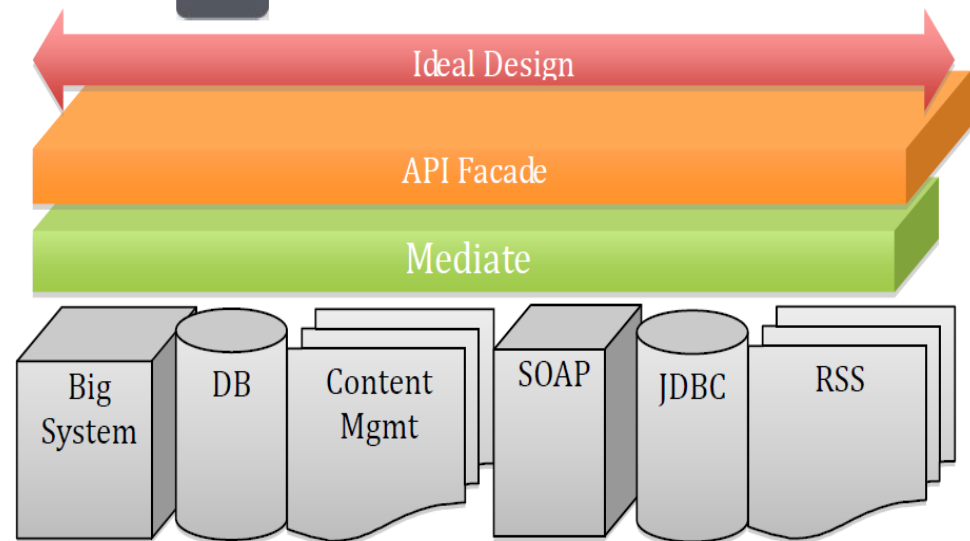 Ideal Design
API Facade
Mediate
Big
System
DB
Content
Mgmt
SOAP
JDBC
RSS